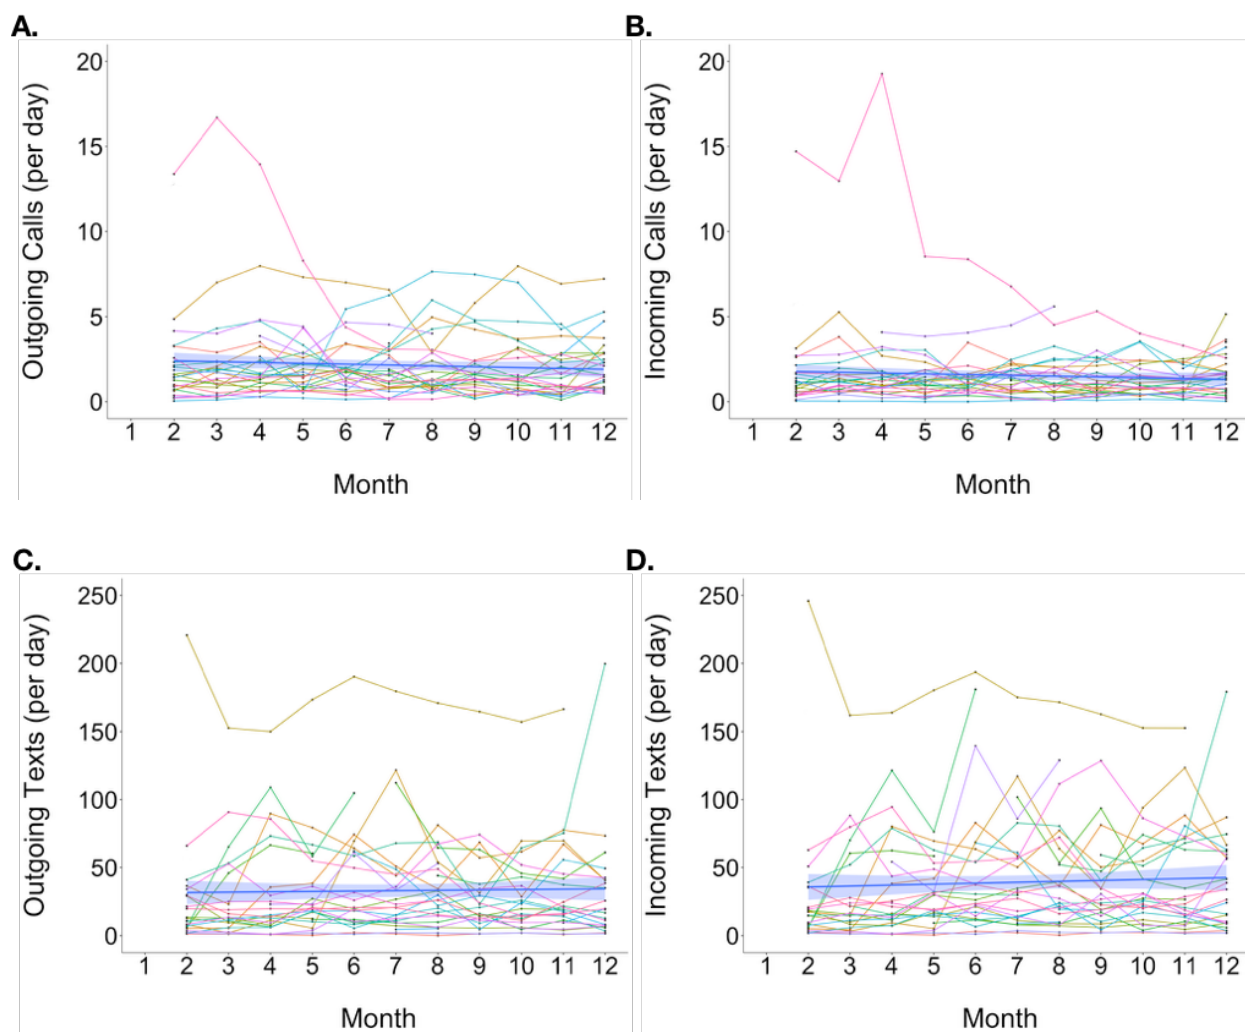 A.
Outgoing Calls (per day)
20
15
10
5
0
1 2 3 4 5 6 7 8 9 10 11 12
Month
B.
Incoming Calls (per day)
20
15
10
5
0
1 2 3 4 5 6 7 8 9 10 11 12
Month
C.
Outgoing Texts (per day)
250
200
150
100
50
0
1 2 3 4 5 6 7 8 9 10 11 12
Month
D.
Incoming Texts (per day)
250
200
150
100
50
0
1 2 3 4 5 6 7 8 9 10 11 12
Month